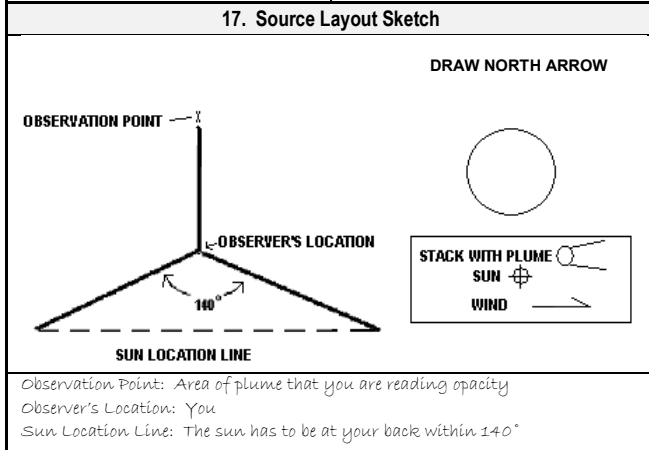 17. Source Layout Sketch
DRAW NORTH ARROW
OBSERVATION POINT
X
OBSERVER'S LOCATION
140°
SUN LOCATION LINE
STACK WITH PLUME
SUN
WIND
Observation Point: Area of plume that you are reading opacity
Observer's Location: You
Sun Location Line: The sun has to be at your back within 140°